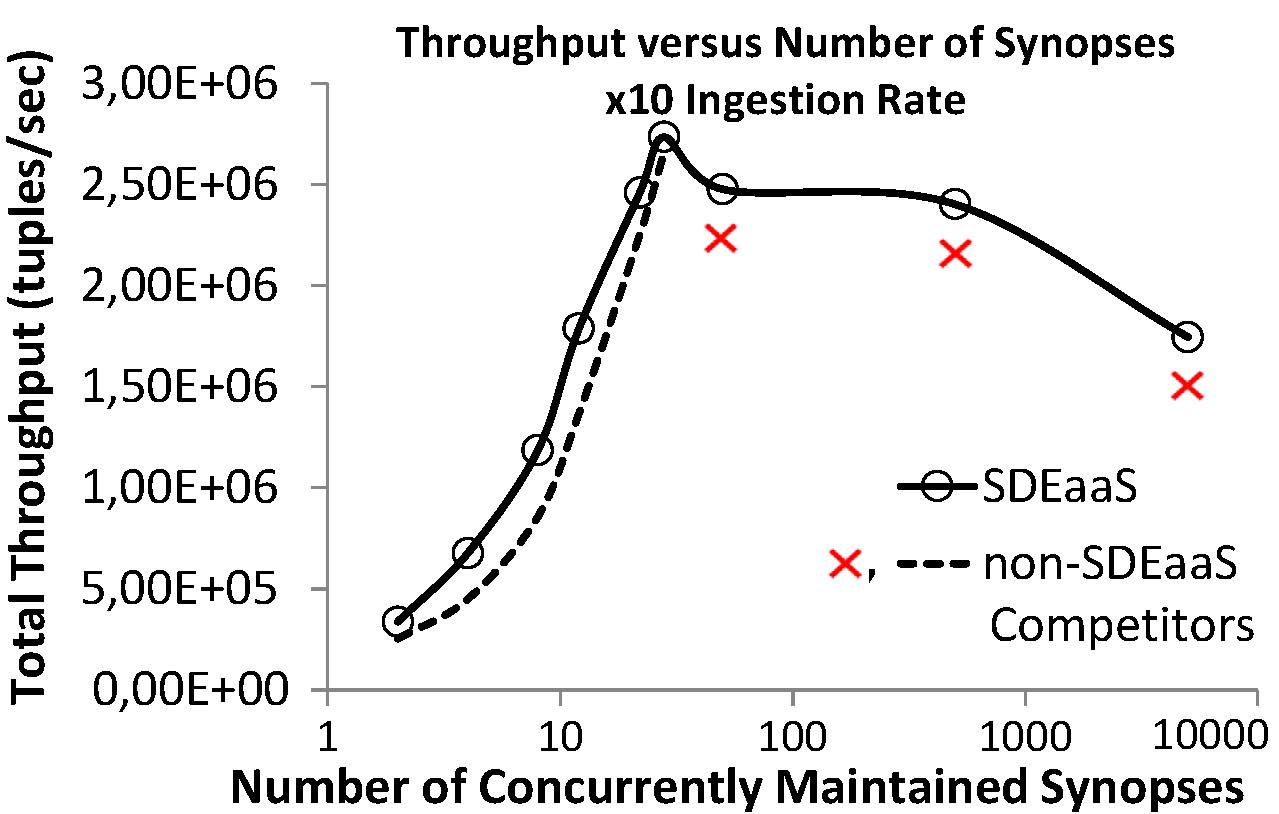 Throughput versus Number of Synopses
x10 Ingestion Rate
Total Throughput (tuples/sec)
3,00E+06
2,50E+06
2,00E+06
1,50E+06
1,00E+06
5,00E+05
0,00E+00
SDEaaS
, non-SDEaaS
Competitors
1 10 100 1000 10000
Number of Concurrently Maintained Synopses